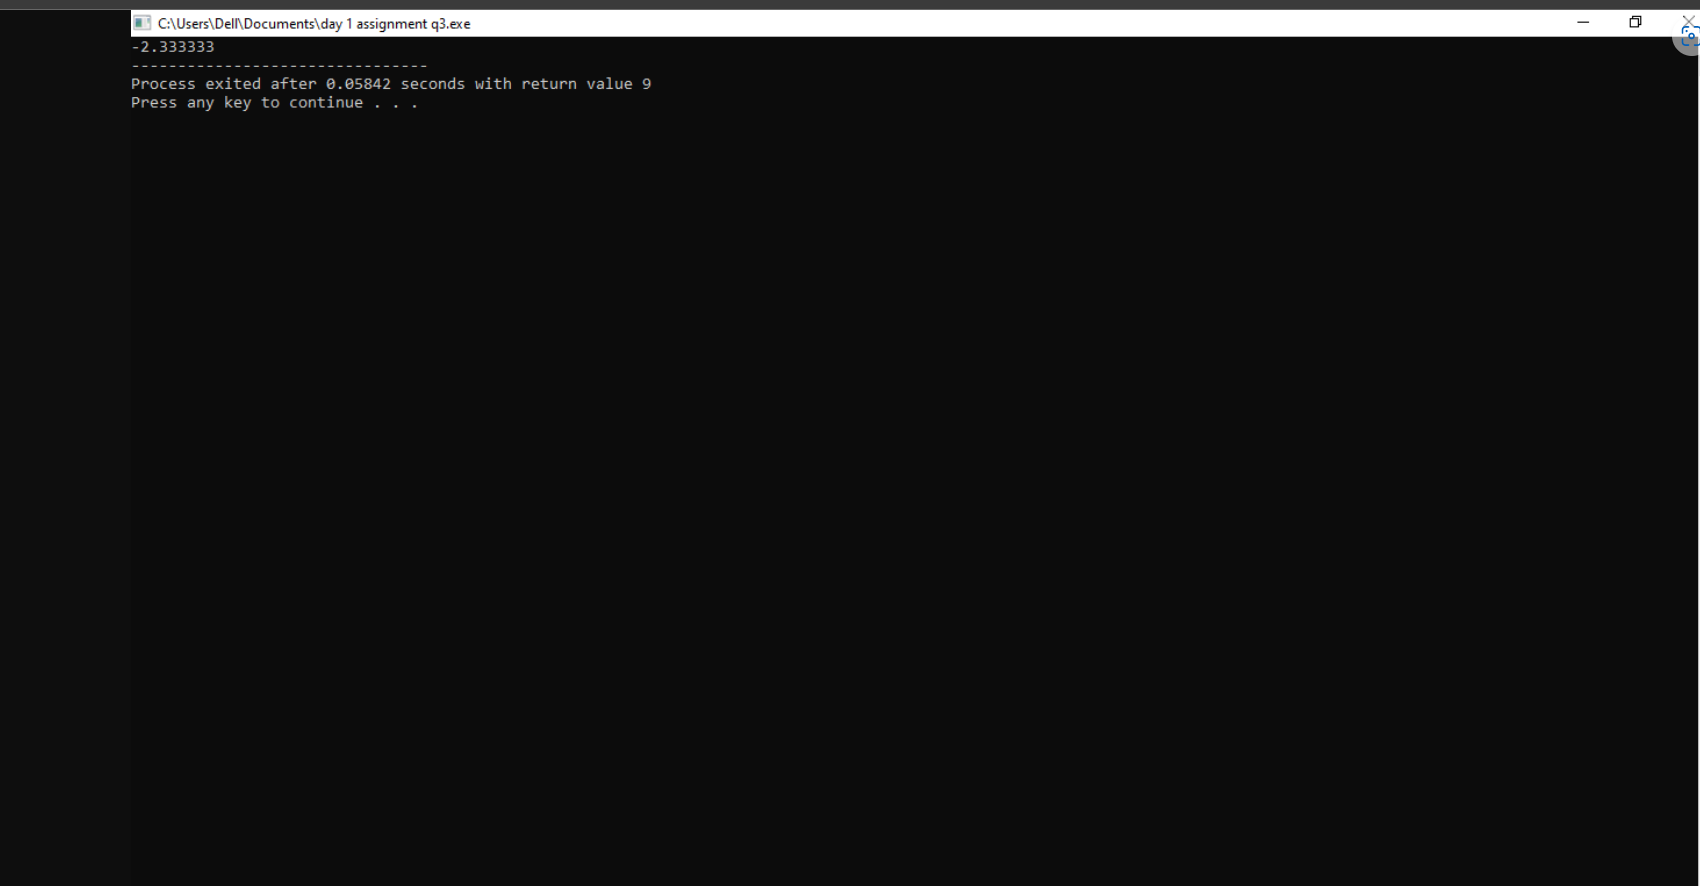 C:\Users\Dell\Documents\day 1 assignment q3.exe
-2.333333
--------------------------------
Process exited after 0.05842 seconds with return value 9
Press any key to continue . . .